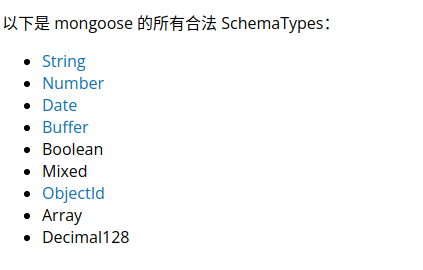 以下是 mongoose 的所有合法 SchemaTypes：
String
Number
Date
Buffer
Boolean
Mixed
ObjectId
Array
Decimal128